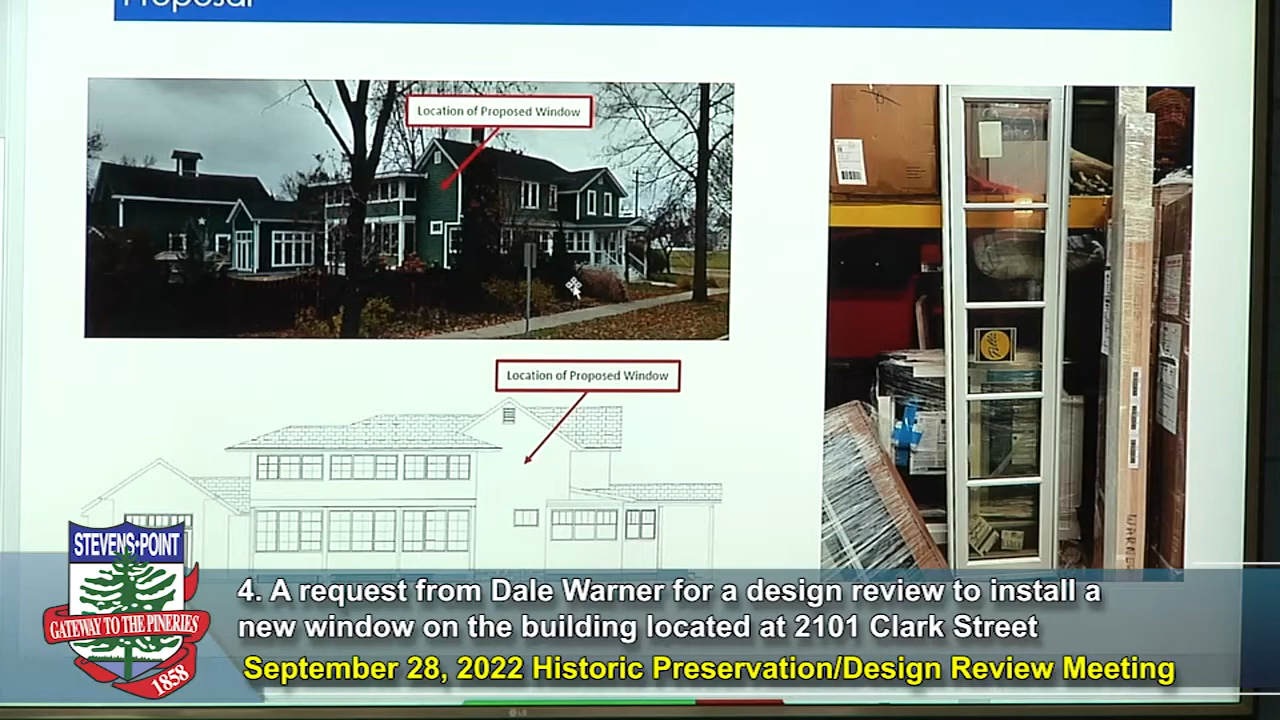 Proposal
Location of Proposed Window
Location of Proposed Window
Pella
STEVENS POINT
GATEWAY TO THE PINERIES
1858
4. A request from Dale Warner for a design review to install a
new window on the building located at 2101 Clark Street
September 28, 2022 Historic Preservation/Design Review Meeting
LG